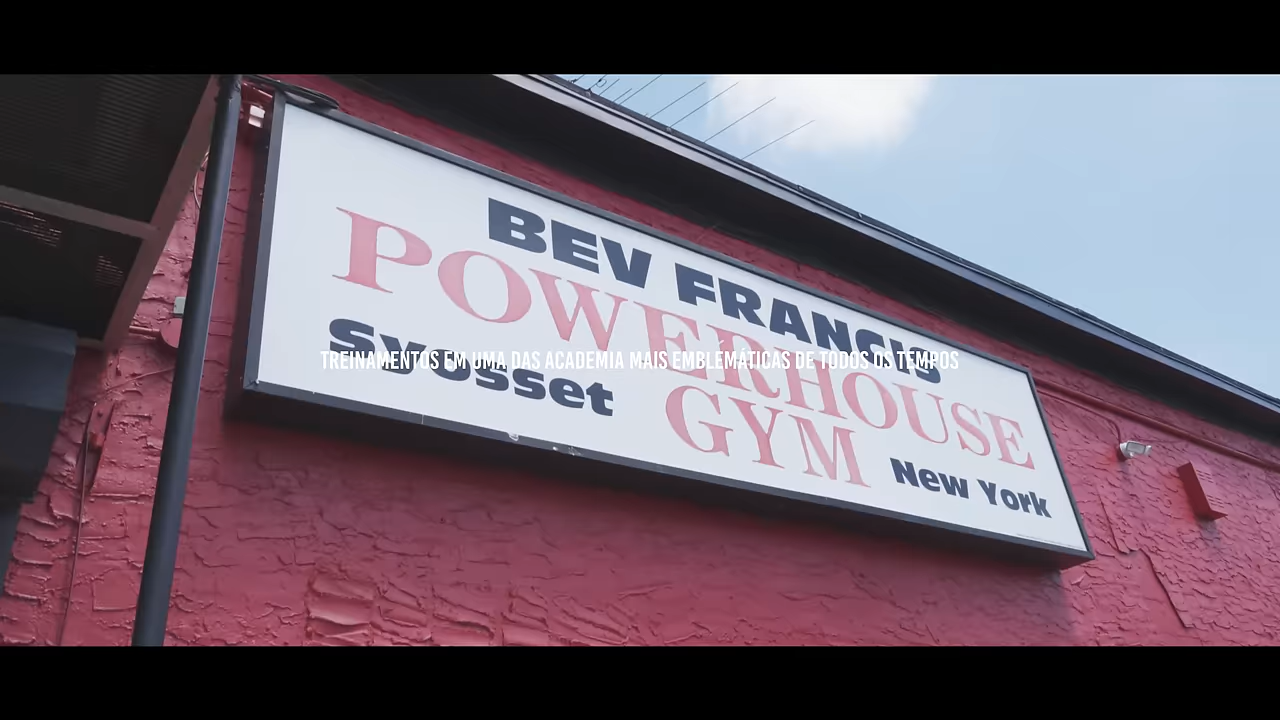 BEV FRANCIS
POWERHOUSE
Syosset
GYM
New York
TREINAMENTOS EM UMA DAS ACADEMIA MAIS EMBLEMÁTICAS DE TODOS OS TEMPOS